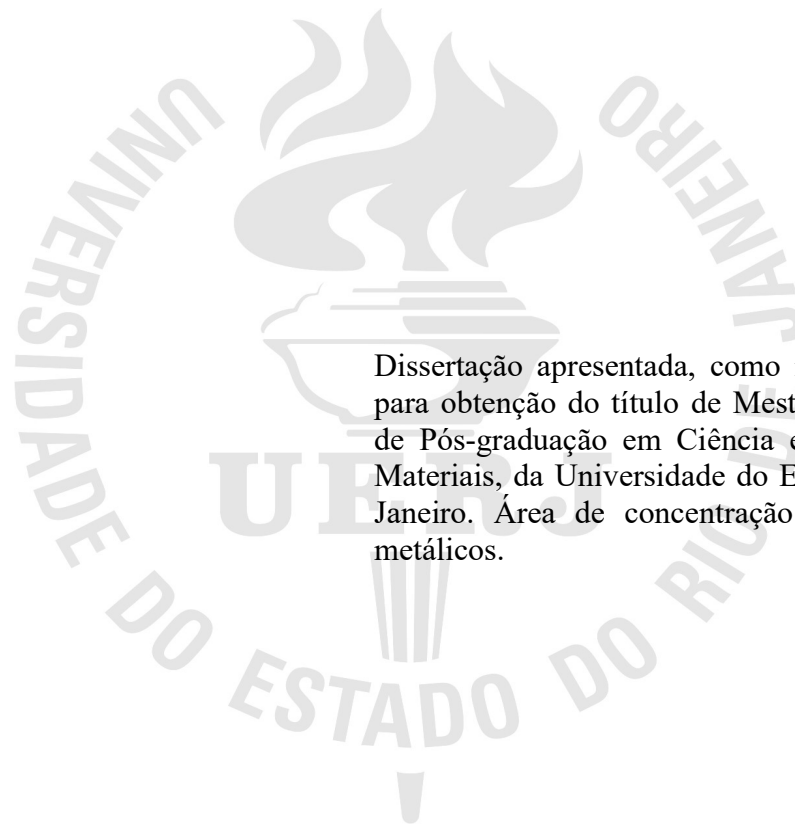 UNIVERSIDADE DO ESTADO DO RIO DE JANEIRO
UERJ
Dissertação apresentada, como
para obtenção do título de
de Pós-graduação em Ciência
Materiais, da Universidade do
Janeiro. Área de concentração
metálicos.